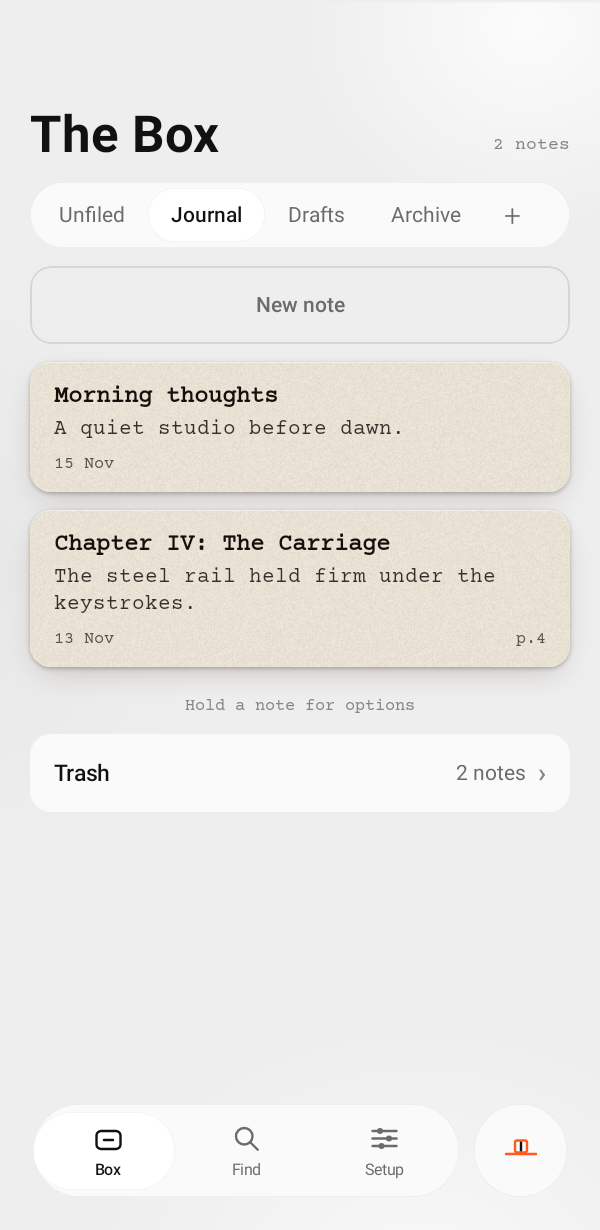 The Box
2 notes
Unfiled
Journal
Drafts
Archive
+
New note
Morning thoughts
A quiet studio before dawn.
15 Nov
Chapter IV: The Carriage
The steel rail held firm under the
keystrokes.
13 Nov
p.4
Hold a note for options
Trash
2 notes ›
Box
Find
Setup